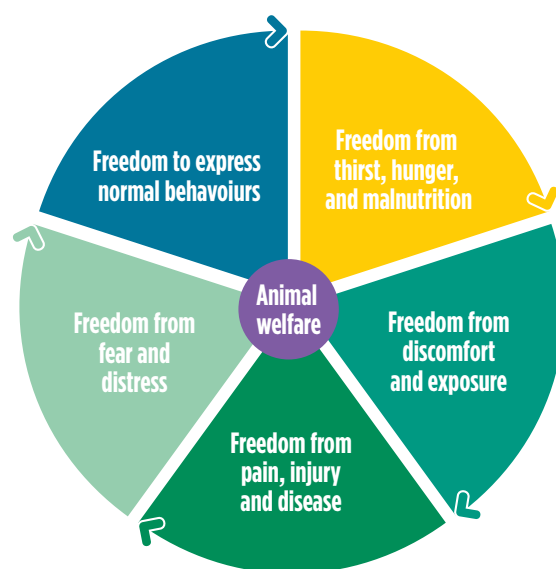 Freedom to express
normal behavoiurs
Freedom from
thirst, hunger,
and malnutrition
Animal
welfare
Freedom from
fear and
distress
Freedom from
discomfort
and exposure
Freedom from
pain, injury
and disease